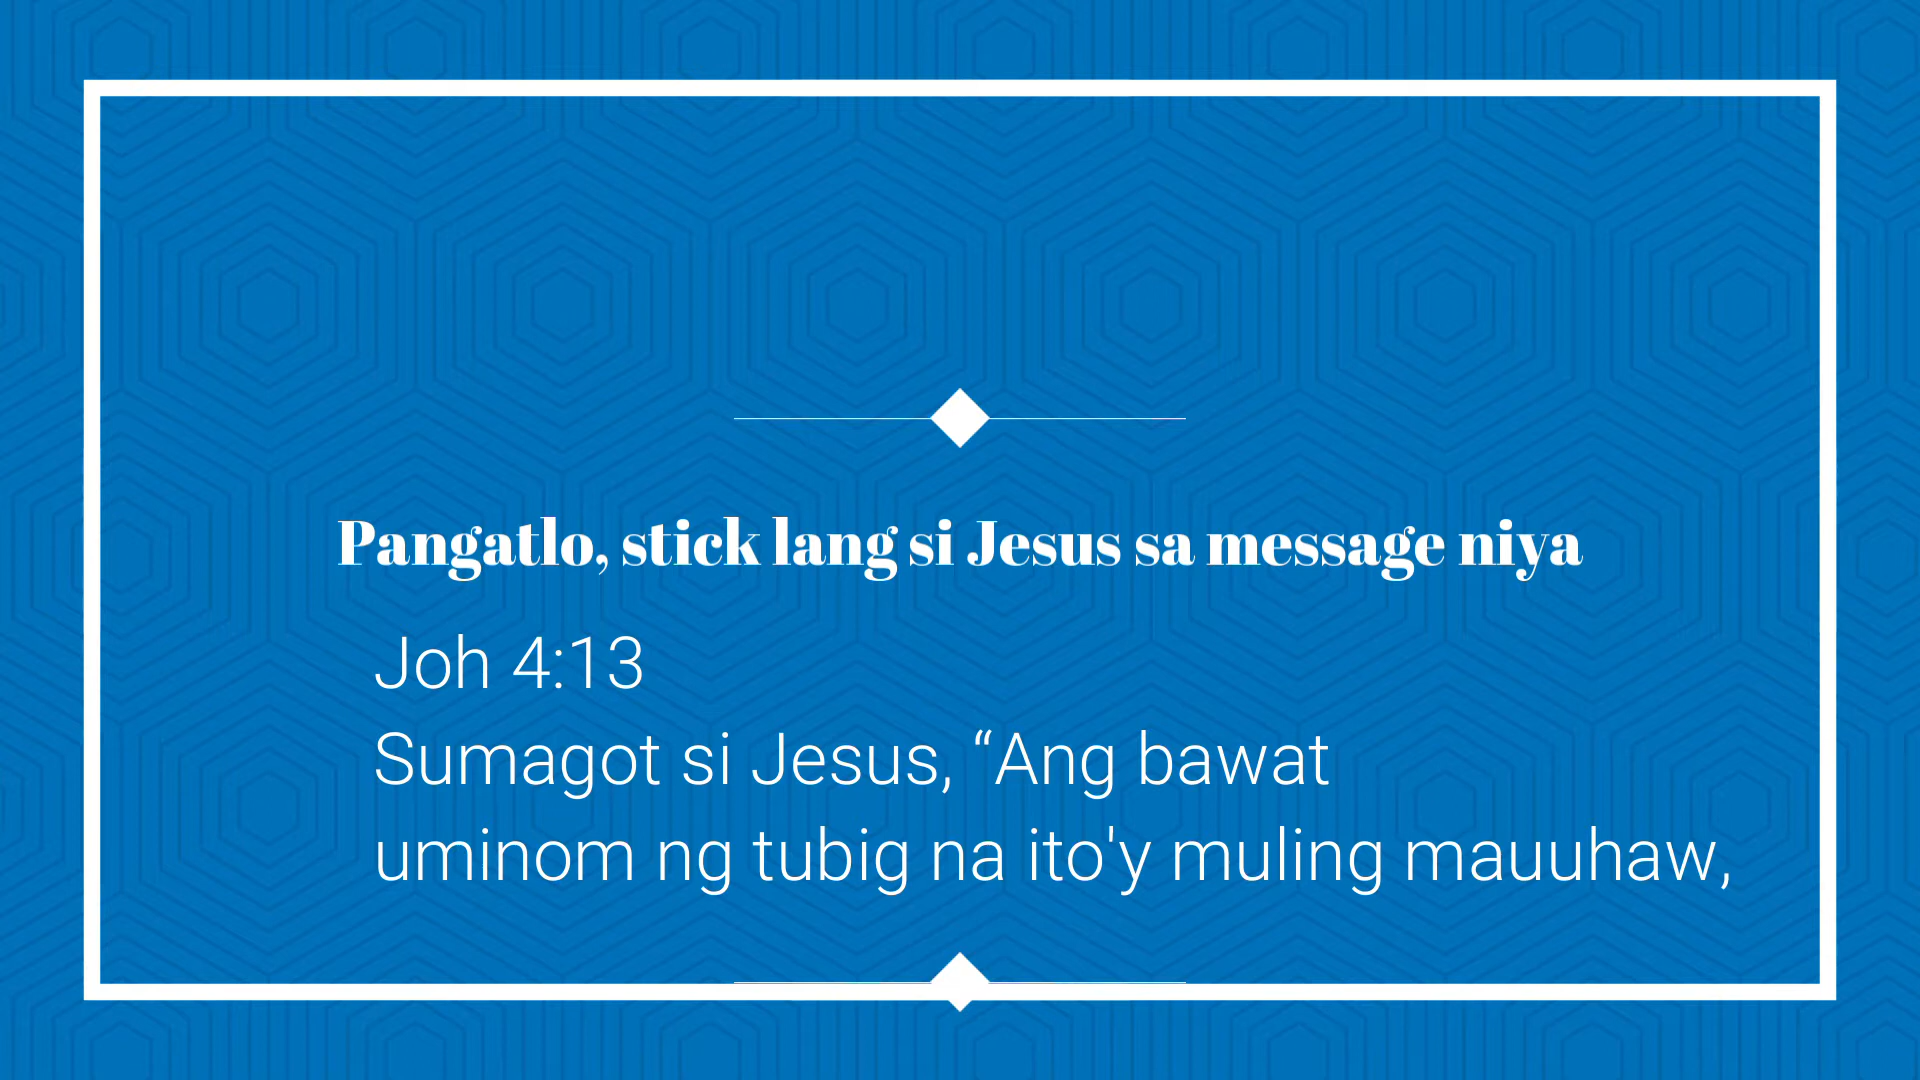 Pangatlo, stick lang si Jesus sa message niya
Joh 4:13
Sumagot si Jesus, “Ang bawat
uminom ng tubig na ito'y muling mauuhaw,